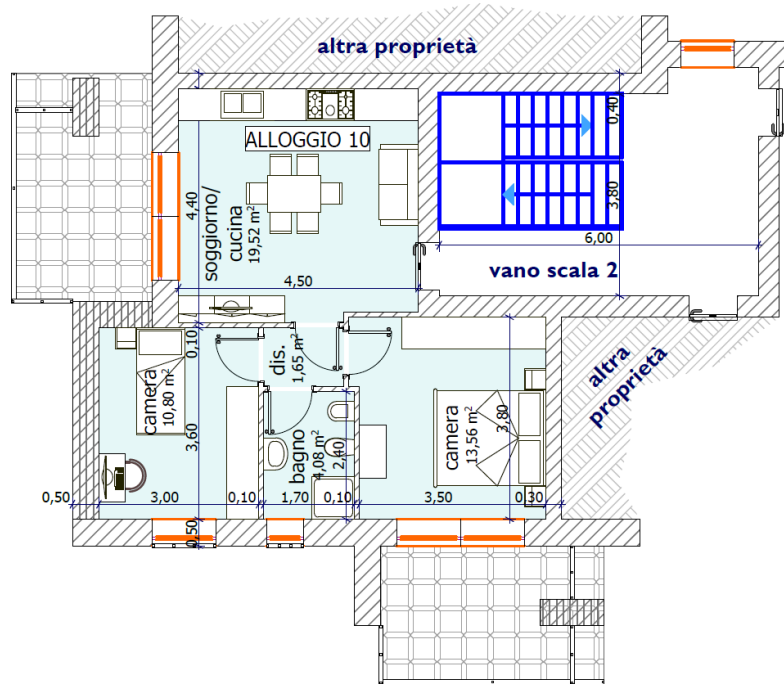 altra proprietà
ALLOGGIO 10
0,40
4,40
3,80
soggiorno/
cucina
19,52 m²
6,00
4,50
vano scala 2
0,10
dis.
1,65 m²
altra
proprietà
camera
10,80 m²
3,60
bagno
4,08 m²
2,40
camera
13,56 m²
3,80
0,50
3,00
0,10
1,70
0,10
3,50
0,30
0,50